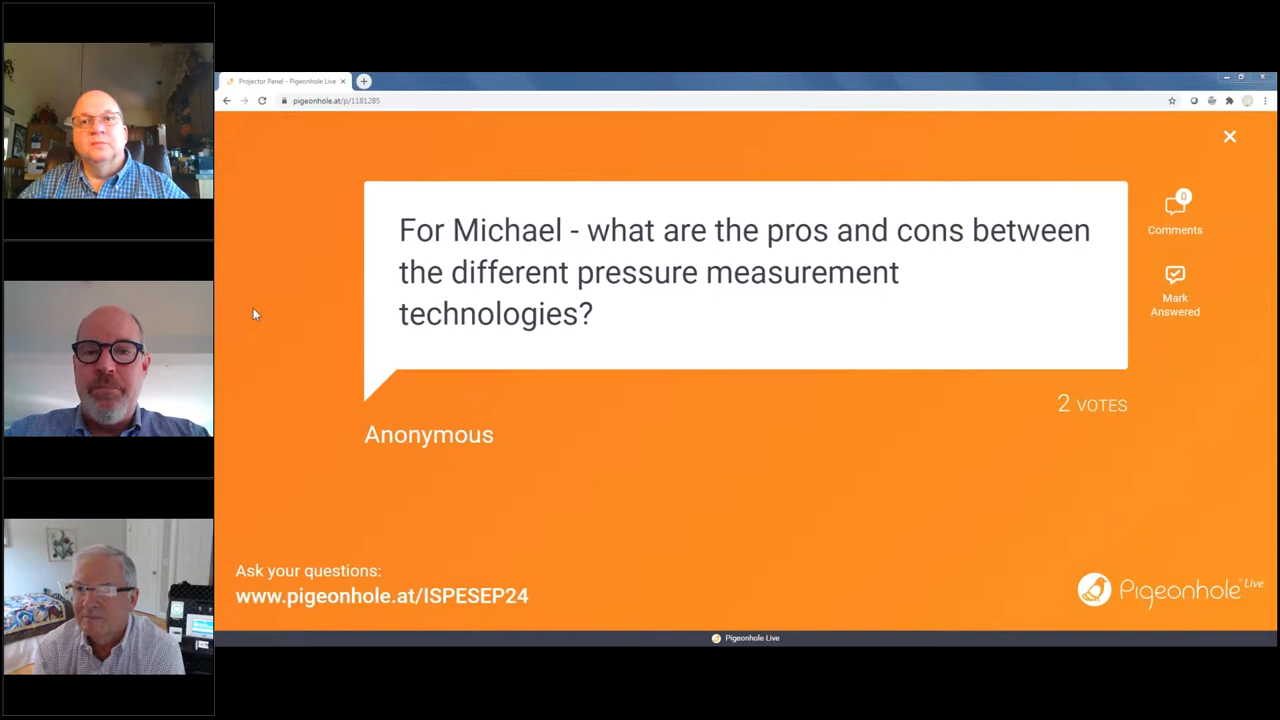 Projector Panel - Pigeonhole Live
pigeonhole.at/p/1181285
For Michael - what are the pros and cons between
the different pressure measurement
technologies?
0
Comments
Mark
Answered
2 VOTES
Anonymous
Ask your questions:
www.pigeonhole.at/ISPESEP24
Pigeonhole Live
Pigeonhole Live